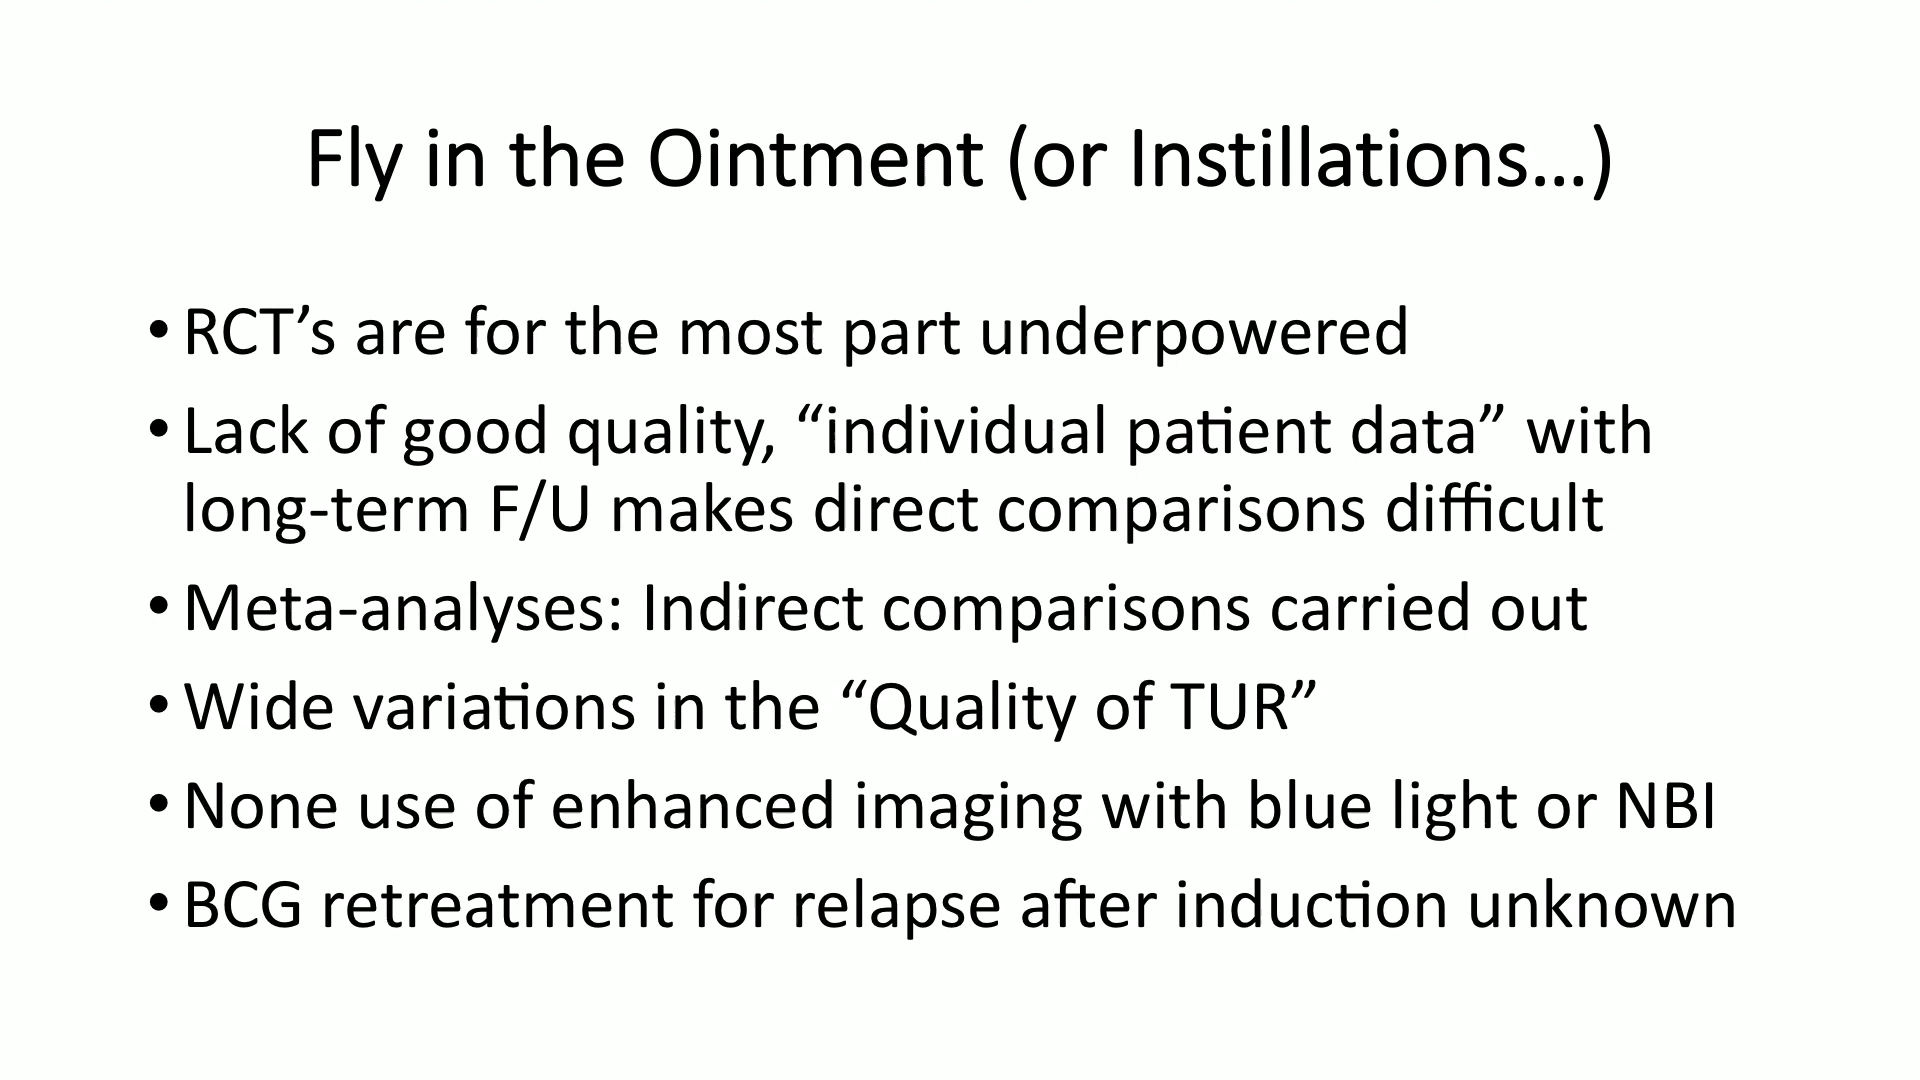 Fly in the Ointment (or Instillations…)
• RCT’s are for the most part underpowered
• Lack of good quality, “individual patient data” with
long-term F/U makes direct comparisons difficult
• Meta-analyses: Indirect comparisons carried out
• Wide variations in the “Quality of TUR”
• None use of enhanced imaging with blue light or NBI
• BCG retreatment for relapse after induction unknown